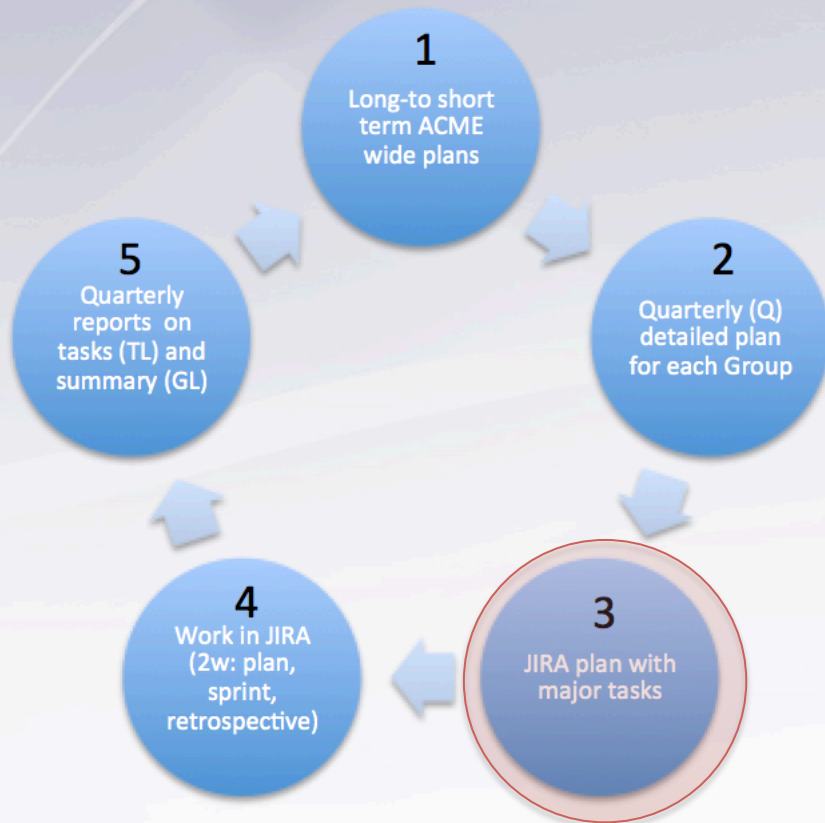 1
Long-to short
term ACME
wide plans
2
Quarterly (Q)
detailed plan
for each Group
3
JIRA plan with
major tasks
4
Work in JIRA
(2w: plan,
sprint,
retrospective)
5
Quarterly
reports on
tasks (TL) and
summary (GL)